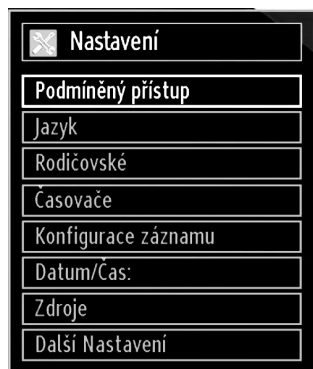 Nastavení
Podmíněný přístup
Jazyk
Rodičovské
Časovače
Konfigurace záznamu
Datum/Čas:
Zdroje
Další Nastavení